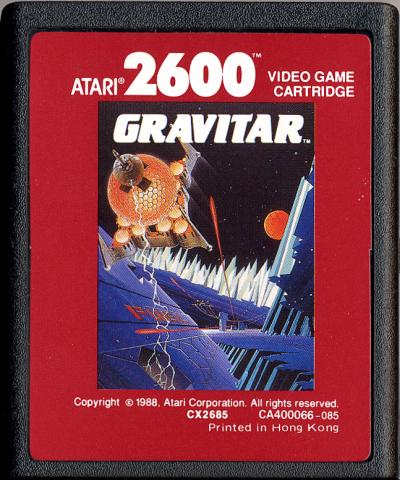 ATARI® 2600™ VIDEO GAME
CARTRIDGE
GRAVITAR™
Copyright © 1988, Atari Corporation. All rights reserved.
CX2685 CA400066-085
Printed in Hong Kong